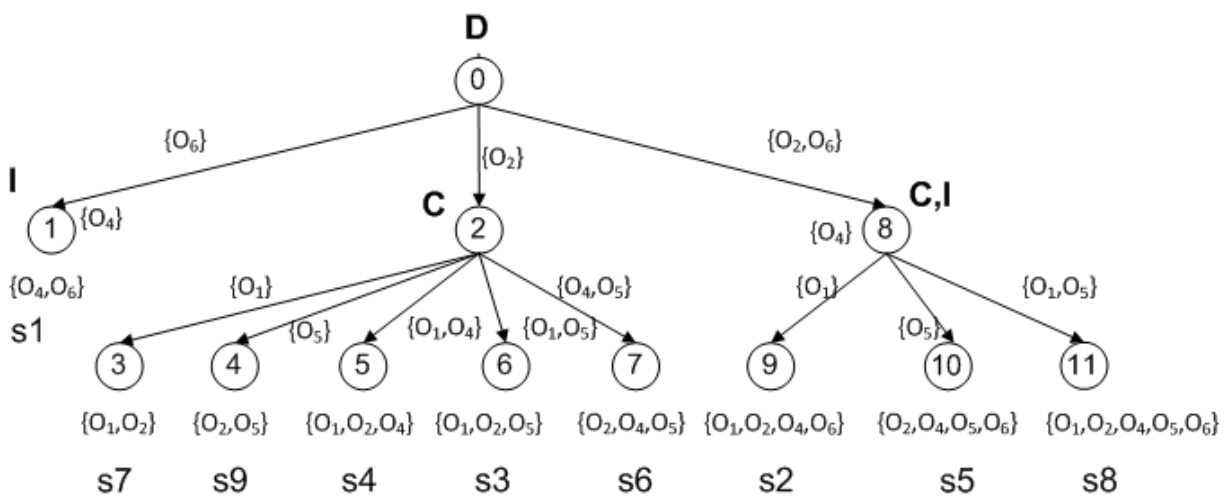 D
0
{O₆}
{O₂}
{O₂,O₆}
I
C
C,I
1
{O₄}
2
{O₄}
8
{O₄,O₆}
s1
{O₁}
{O₅}
{O₁,O₄}
{O₁,O₅}
{O₄,O₅}
{O₁}
{O₅}
{O₁,O₅}
3
4
5
6
7
9
10
11
{O₁,O₂}
{O₂,O₅}
{O₁,O₂,O₄}
{O₁,O₂,O₅}
{O₂,O₄,O₅}
{O₁,O₂,O₄,O₆}
{O₂,O₄,O₅,O₆}
{O₁,O₂,O₄,O₅,O₆}
s7
s9
s4
s3
s6
s2
s5
s8